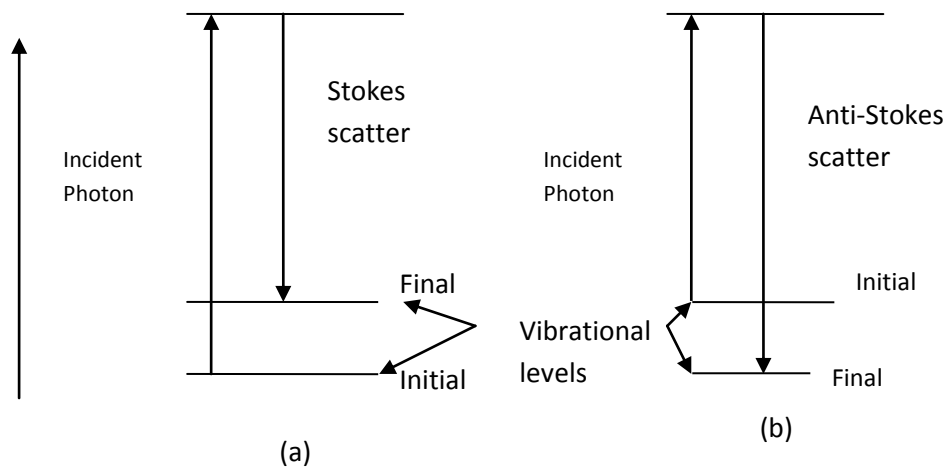 Stokes
scatter
Incident
Photon
Final
Initial
(a)
Vibrational
levels
Incident
Photon
Anti-Stokes
scatter
Initial
Final
(b)